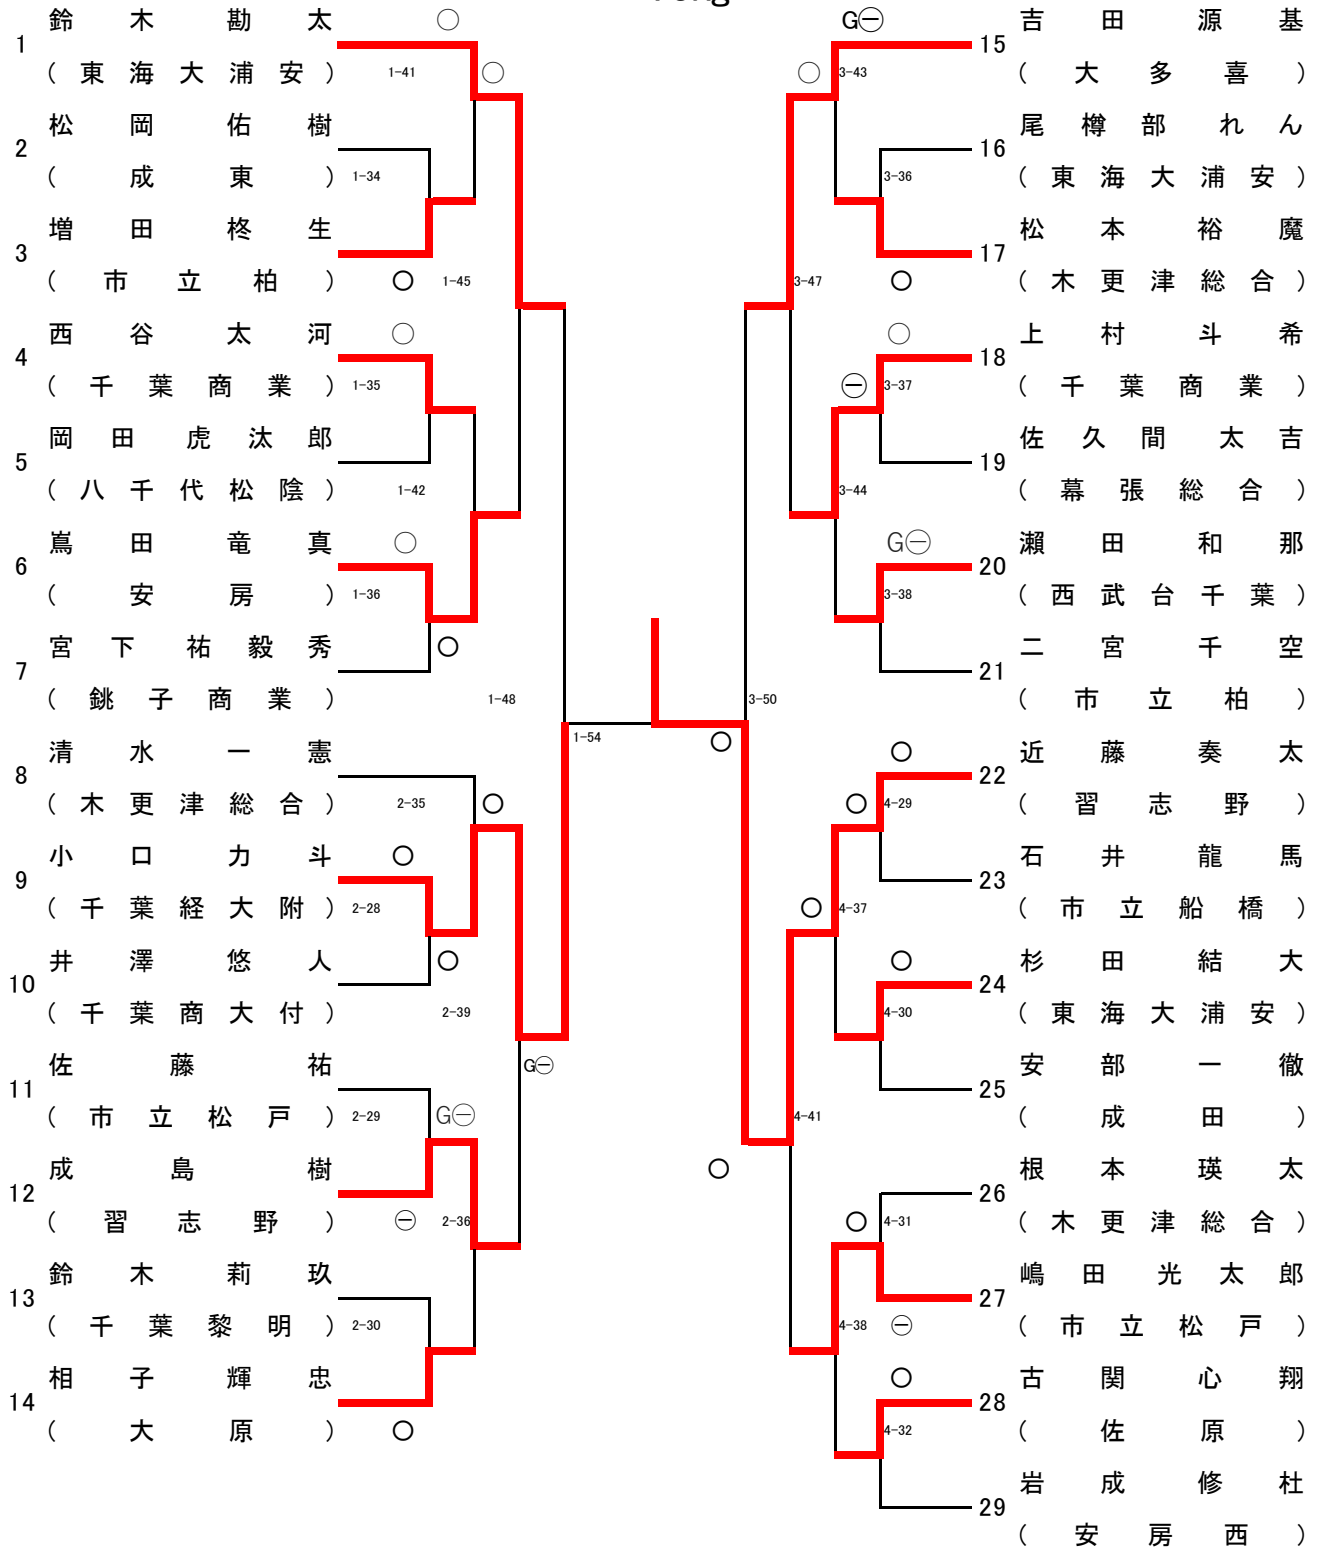 鈴木勘太
1
(東海大浦安)
1-41
松岡佑樹
2
(成東)
1-34
増田柊生
3
(市立柏)
1-45
西谷太河
4
(千葉商業)
1-35
岡田虎汰郎
5
(八千代松陰)
1-42
嶌田竜真
6
(安房)
1-36
宮下祐毅秀
7
(銚子商業)
1-48
1-54
清水一憲
8
(木更津総合)
2-35
小口力斗
9
(千葉経大附)
2-28
井澤悠人
10
(千葉商大付)
2-39
G㊀
佐藤祐
11
(市立松戸)
2-29
G㊀
成島樹
12
(習志野)
㊀
2-36
鈴木莉玖
13
(千葉黎明)
2-30
相子輝忠
14
(大原)
G㊀
吉田源基
15
(大多喜)
3-43
尾樽部れん
16
(東海大浦安)
3-36
松本裕魔
17
(木更津総合)
3-47
上村斗希
18
(千葉商業)
㊀
3-37
佐久間太吉
19
(幕張総合)
3-44
G㊀
瀬田和那
20
(西武台千葉)
3-38
二宮千空
21
(市立柏)
3-50
近藤奏太
22
(習志野)
4-29
石井龍馬
23
(市立船橋)
4-37
杉田結大
24
(東海大浦安)
4-30
安部一徹
25
(成田)
4-41
根本瑛太
26
(木更津総合)
4-31
嶋田光太郎
27
(市立松戸)
4-38
㊀
古関心翔
28
(佐原)
4-32
岩成修杜
29
(安房西)